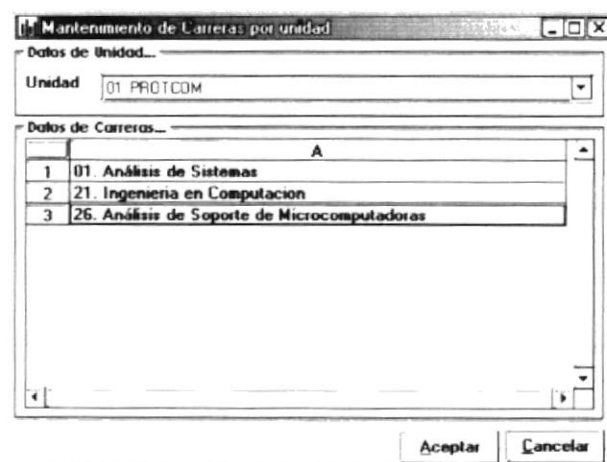 Mantenimiento de Carreras por unidad
Datos de Unidad...
Unidad 01 PROTCOM
Datos de Carreras...
A
1 01. Análisis de Sistemas
2 21. Ingenieria en Computacion
3 26. Análisis de Soporte de Microcomputadoras
Aceptar Cancelar